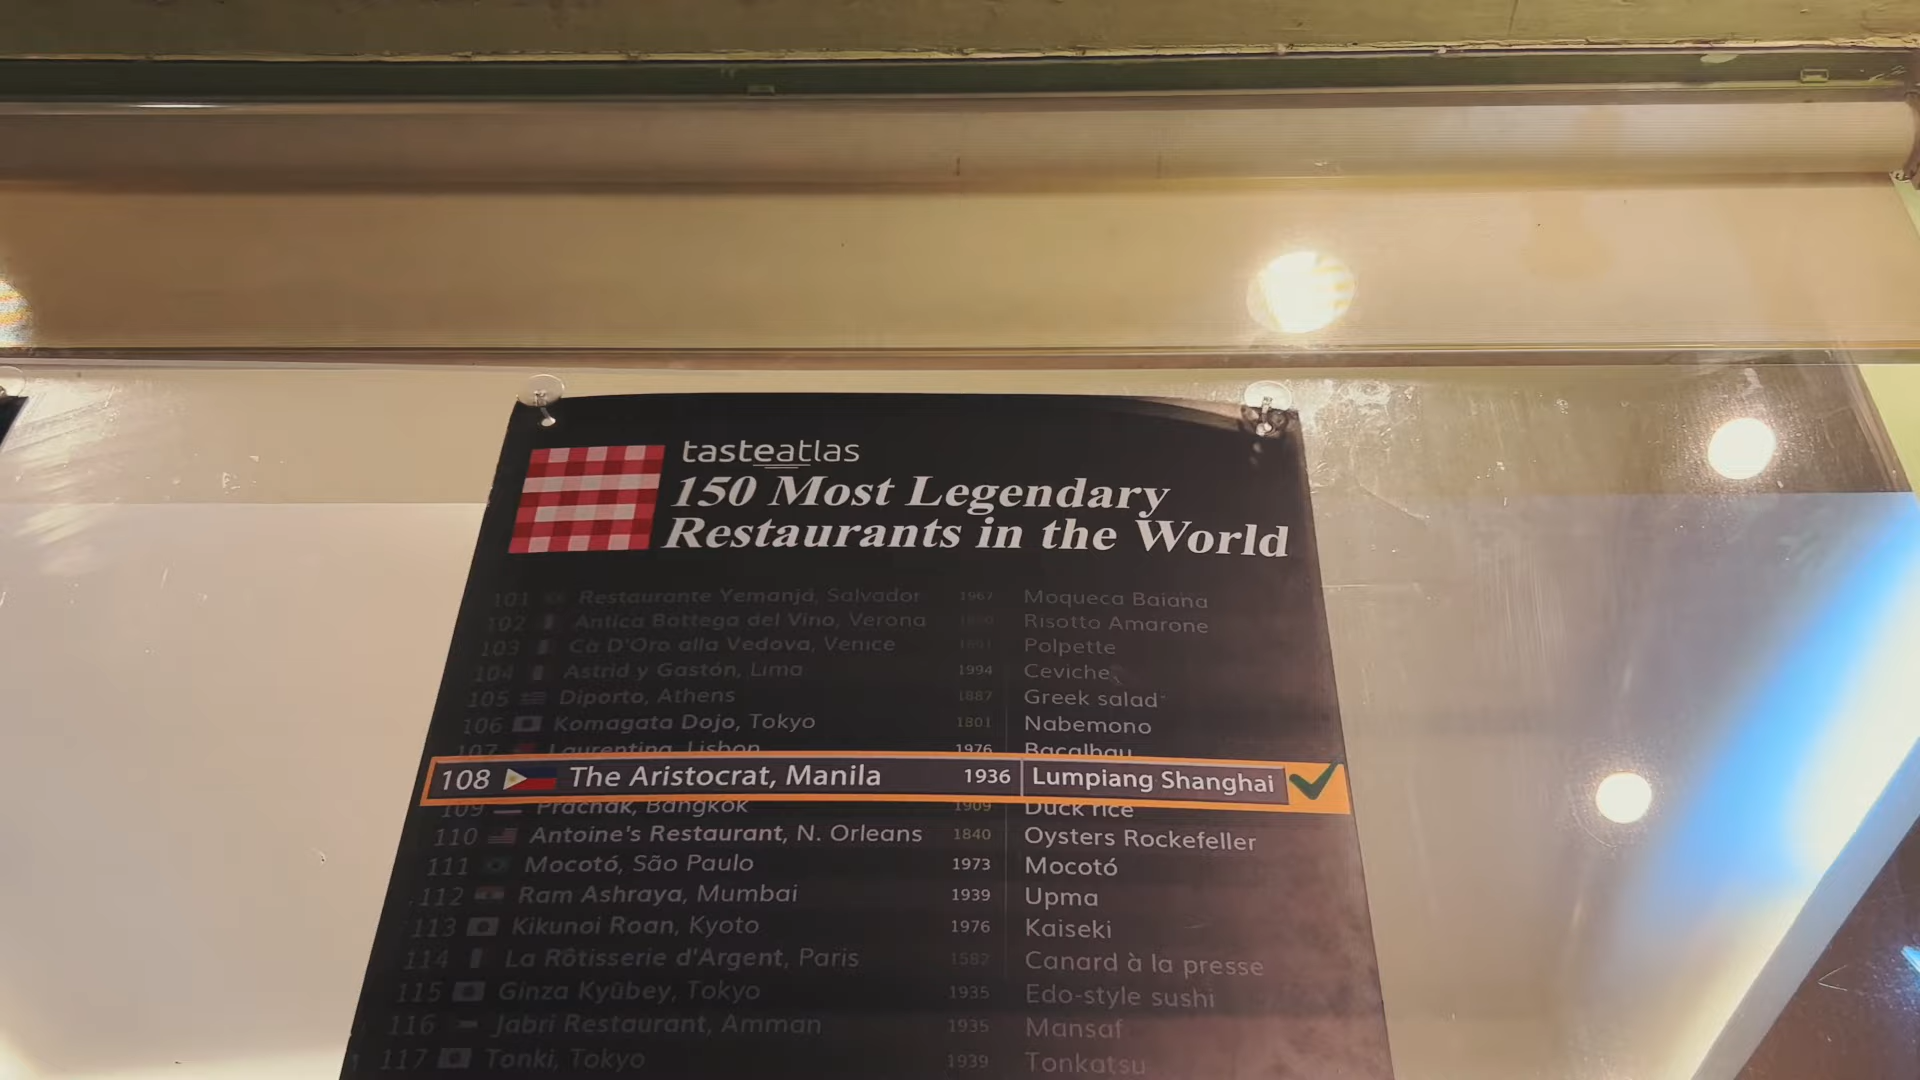 tasteatlas
150 Most Legendary
Restaurants in the World
101 Restaurante Yemanjá, Salvador 1967 Moqueca Baiana
102 Antica Bottega del Vino, Verona Risotto Amarone
103 Cà D'Oro alla Vedova, Venice Polpette
104 Astrid y Gastón, Lima 1994 Ceviche
105 Diporto, Athens 1887 Greek salad
106 Komagata Dojo, Tokyo 1801 Nabemono
107 Laurentina, Lisbon 1976 Bacalhau
108 The Aristocrat, Manila 1936 Lumpiang Shanghai
109 Prachak, Bangkok 1909 Duck rice
110 Antoine's Restaurant, N. Orleans 1840 Oysters Rockefeller
111 Mocotó, São Paulo 1973 Mocotó
112 Ram Ashraya, Mumbai 1939 Upma
113 Kikunoi Roan, Kyoto 1976 Kaiseki
114 La Rôtisserie d'Argent, Paris 1582 Canard à la presse
115 Ginza Kyūbey, Tokyo 1935 Edo-style sushi
116 Jabri Restaurant, Amman 1935 Mansaf
117 Tonki, Tokyo 1939 Tonkatsu